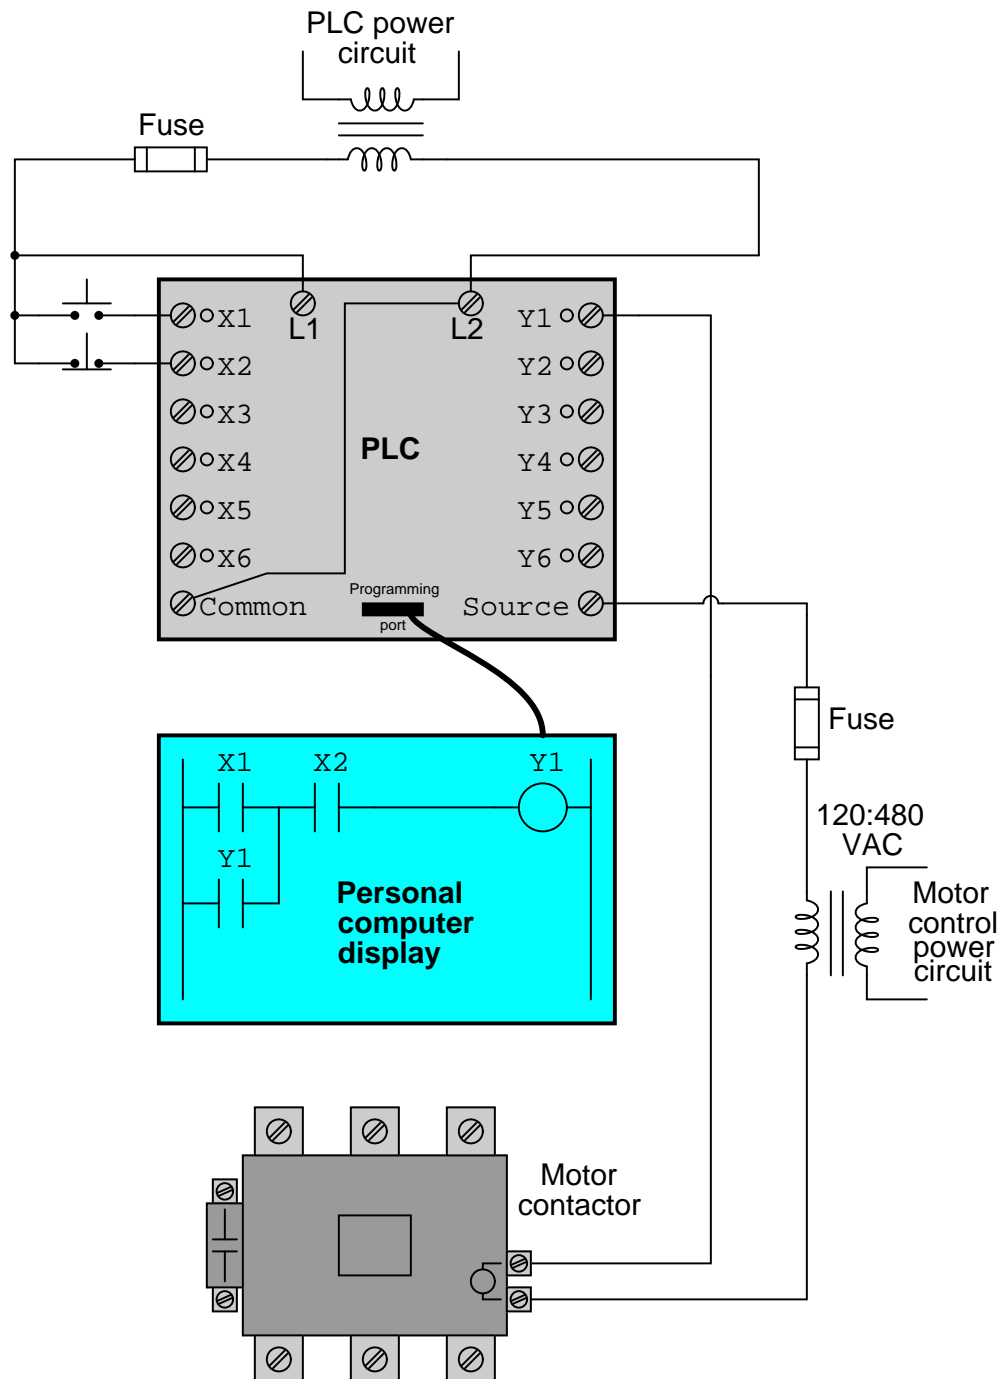 PLC power
circuit
Fuse
L1
L2
X1
X2
X3
X4
X5
X6
Common
Y1
Y2
Y3
Y4
Y5
Y6
Source
PLC
Programming
port
Fuse
X1
X2
Y1
Y1
Personal
computer
display
120:480
VAC
Motor
control
power
circuit
Motor
contactor